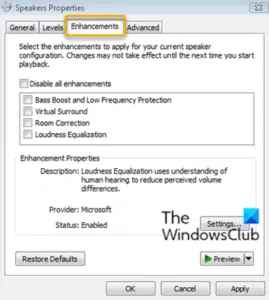 Speakers Properties
General Levels Enhancements Advanced
Select the enhancements to apply for your current speaker
configuration. Changes may not take effect until the next time you
start playback.
Disable all enhancements
Bass Boost and Low Frequency Protection
Virtual Surround
Room Correction
Loudness Equalization
Enhancement Properties
Description: Loudness Equalization uses understanding of
human hearing to reduce perceived volume
differences.
Provider: Microsoft
Status: Enabled
Settings...
The
WindowsClub
Restore Defaults
Preview
OK Cancel Apply